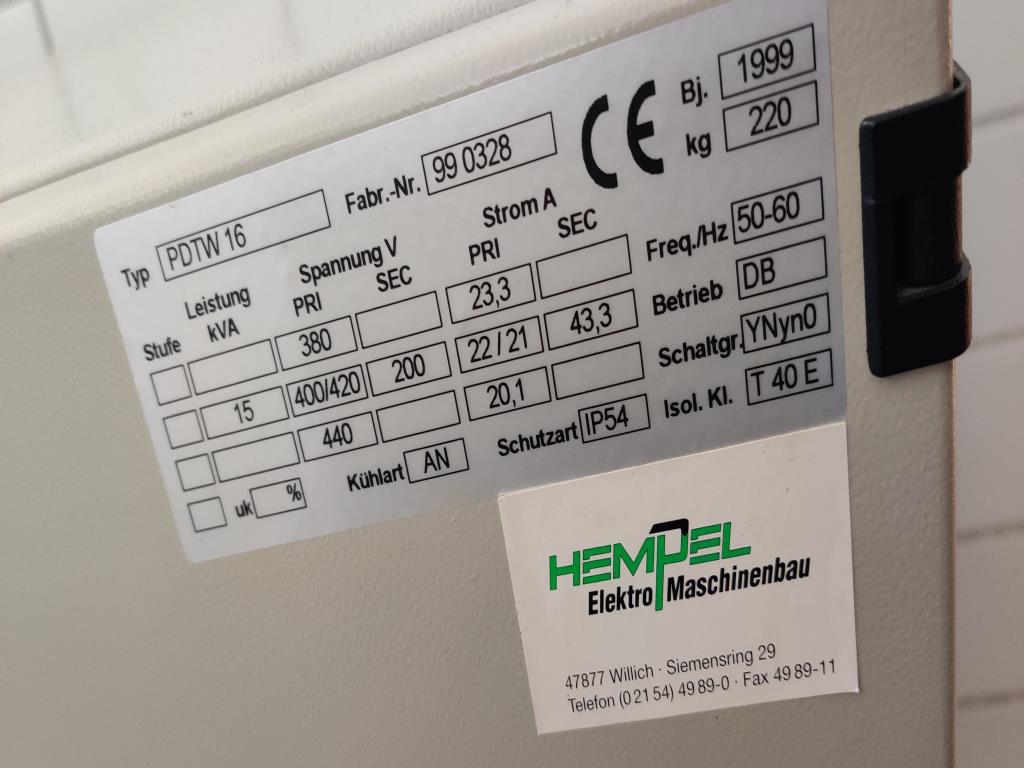 Typ PDTW 16 Fabr.-Nr. 99 0328 CE Bj. 1999
kg 220
Leistung Spannung V Strom A
Stufe kVA PRI SEC PRI SEC Freq./Hz 50-60
380 23,3 Betrieb DB
15 400/420 200 22 / 21 43,3 Schaltgr. YNyn0
440 20,1 Isol. Kl. T 40 E
uk % Kühlart AN Schutzart IP54
HEMPEL
Elektro Maschinenbau
47877 Willich · Siemensring 29
Telefon (0 21 54) 49 89-0 · Fax 49 89-11